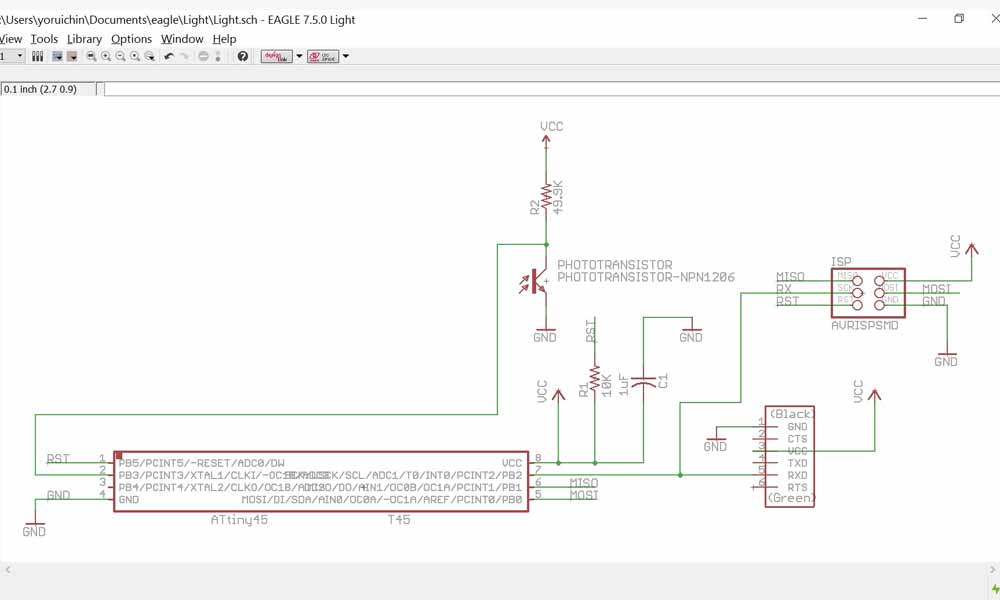 :\Users\yoruichin\Documents\eagle\Light\Light.sch - EAGLE 7.5.0 Light
View Tools Library Options Window Help
1
design link
0.1 inch (2.7 0.9)
VCC
R2
49.9K
PHOTOTRANSISTOR
PHOTOTRANSISTOR-NPN1206
GND
VCC
RST
R1
10K
1uF
C1
GND
ISP
VCC
MISO
RX
RST
MISO
SCK
RST
VCC
MOSI
GND
MOSI
GND
AVRISPSMD
GND
VCC
(Black)
1 GND
2 CTS
3 VCC
4 TXD
5 RXD
6 RTS
(Green)
GND
RST
GND
GND
1 PB5/PCINT5/-RESET/ADC0/DW
2 PB3/PCINT3/XTAL1/CLKI/-OC1B/ADC3
3 PB4/PCINT4/XTAL2/CLKO/OC1B/ADC2
4 GND
VCC 8
SCK/SCL/ADC1/T0/INT0/PCINT2/PB2 7
MISO/DO/AIN1/OC0B/OC1A/PCINT1/PB1 6
MOSI/DI/SDA/AIN0/OC0A/-OC1A/AREF/PCINT0/PB0 5
MISO
MOSI
ATtiny45
T45